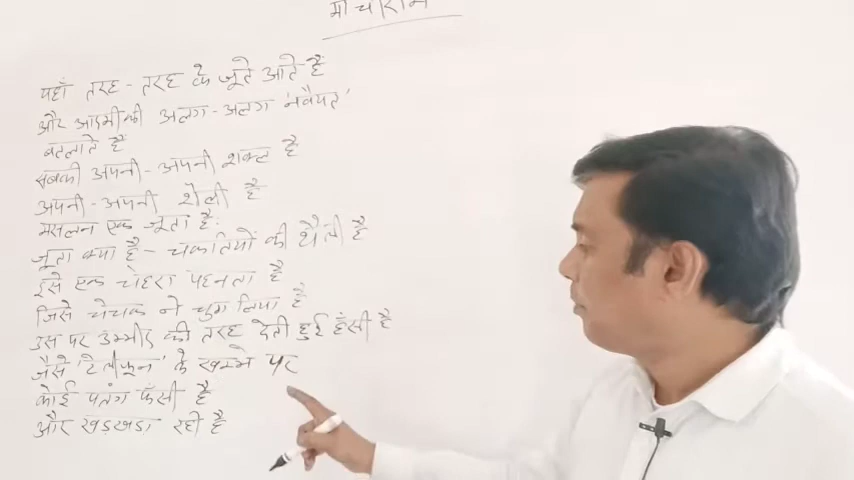 मोचीराम
यहाँ तरह - तरह के जूते आते हैं
और आदमी की अलग - अलग 'नवैयत'
बतलाते हैं
सबकी अपनी - अपनी शक्ल है
अपनी - अपनी शैली है
मसलन एक जूता है:
जूता क्या है - चकतियों की थैली है
इसे एक चेहरा पहनता है
जिसे चेचक ने चुग लिया है
उस पर उम्मीद की तरह देती हुई हँसी है
जैसे 'टेलीफून' के खम्भे पर
कोई पतंग फँसी है
और खड़खड़ा रही है